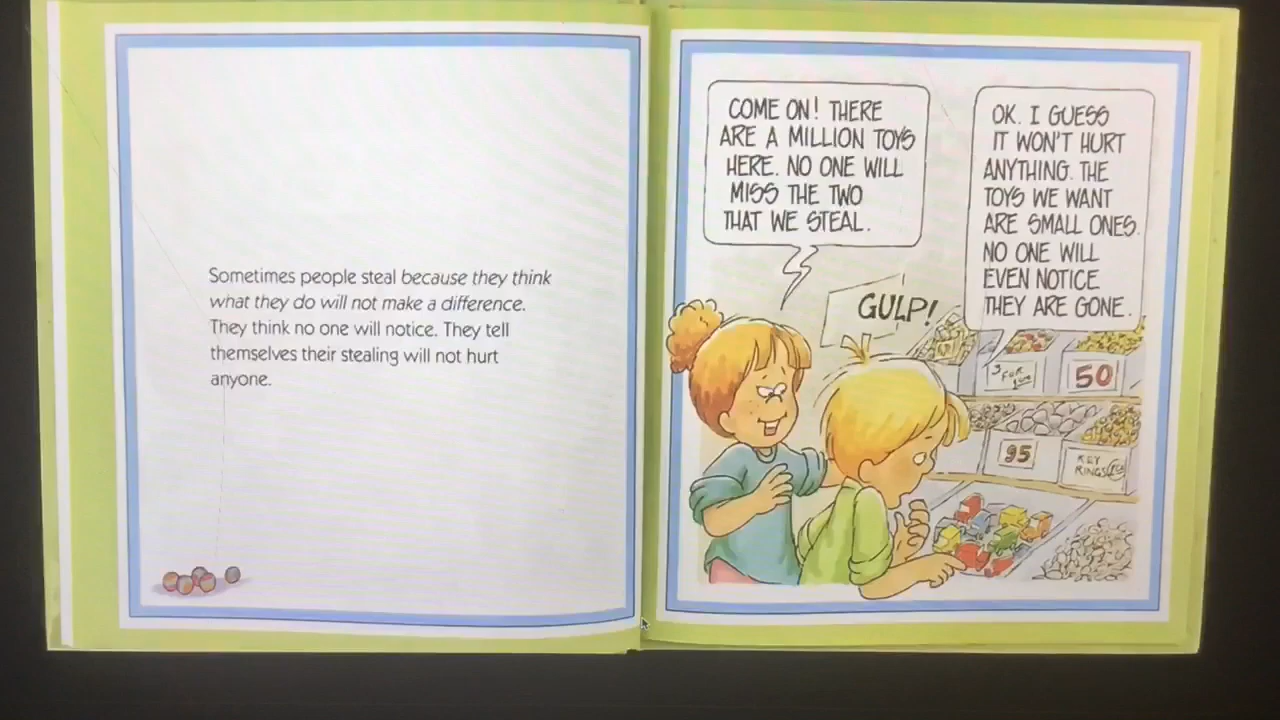 Sometimes people steal because they think
what they do will not make a difference.
They think no one will notice. They tell
themselves their stealing will not hurt
anyone.
COME ON! THERE
ARE A MILLION TOYS
HERE. NO ONE WILL
MISS THE TWO
THAT WE STEAL.
OK. I GUESS
IT WON'T HURT
ANYTHING. THE
TOYS WE WANT
ARE SMALL ONES.
NO ONE WILL
EVEN NOTICE
THEY ARE GONE.
GULP!
3 FOR
50
95
KEY
RINGS